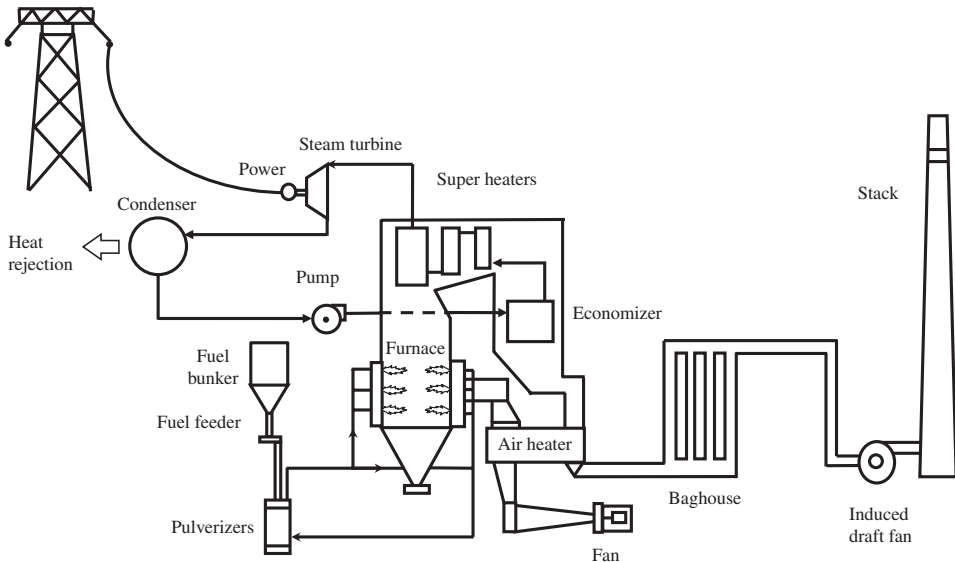 Steam turbine
Power
Super heaters
Stack
Condenser
Heat
rejection
Pump
Economizer
Furnace
Fuel
bunker
Fuel feeder
Air heater
Baghouse
Pulverizers
Induced
draft fan
Fan